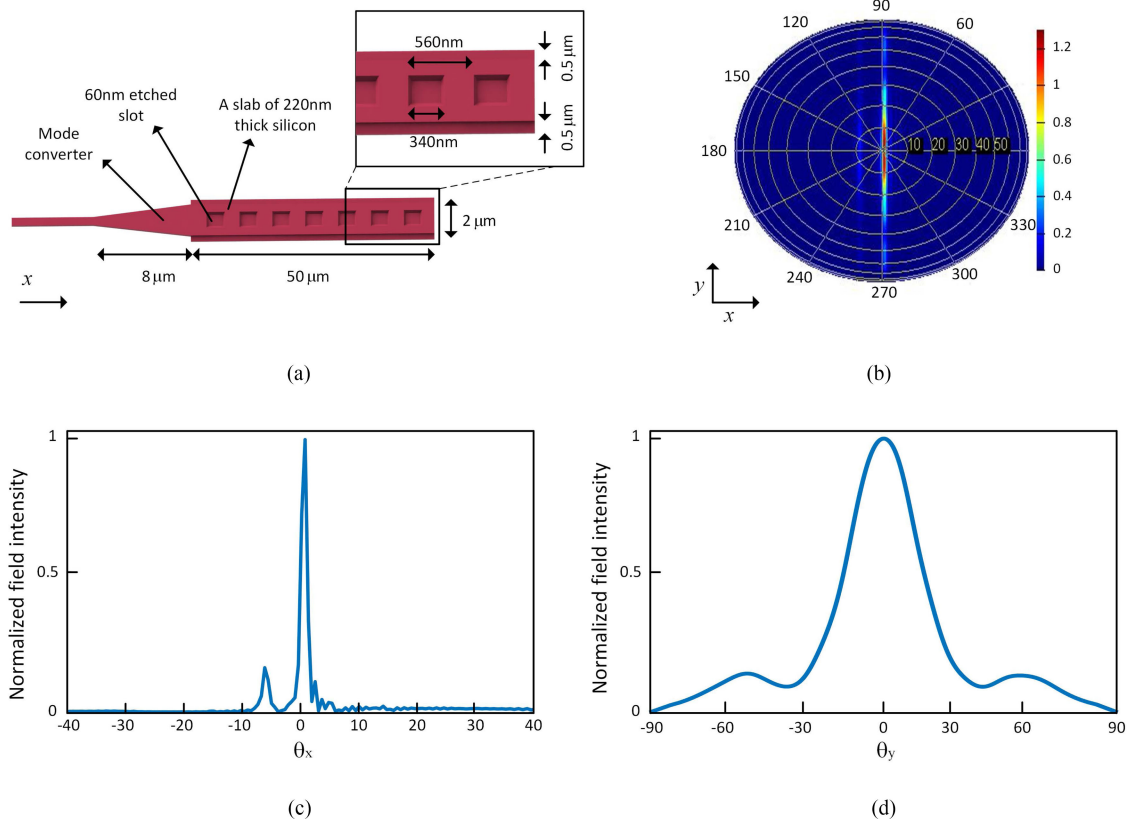 560nm
0.5 μm
60nm etched
slot
A slab of 220nm
thick silicon
Mode
converter
340nm
0.5 μm
2 μm
8 μm
50 μm
x
(a)
90
120
60
150
180
10 20 30 40 50
210
330
240
300
270
1.2
1
0.8
0.6
0.4
0.2
0
y
x
(b)
Normalized field intensity
1
0.5
0
-40 -30 -20 -10 0 10 20 30 40
θx
(c)
Normalized field intensity
1
0.5
0
-90 -60 -30 0 30 60 90
θy
(d)